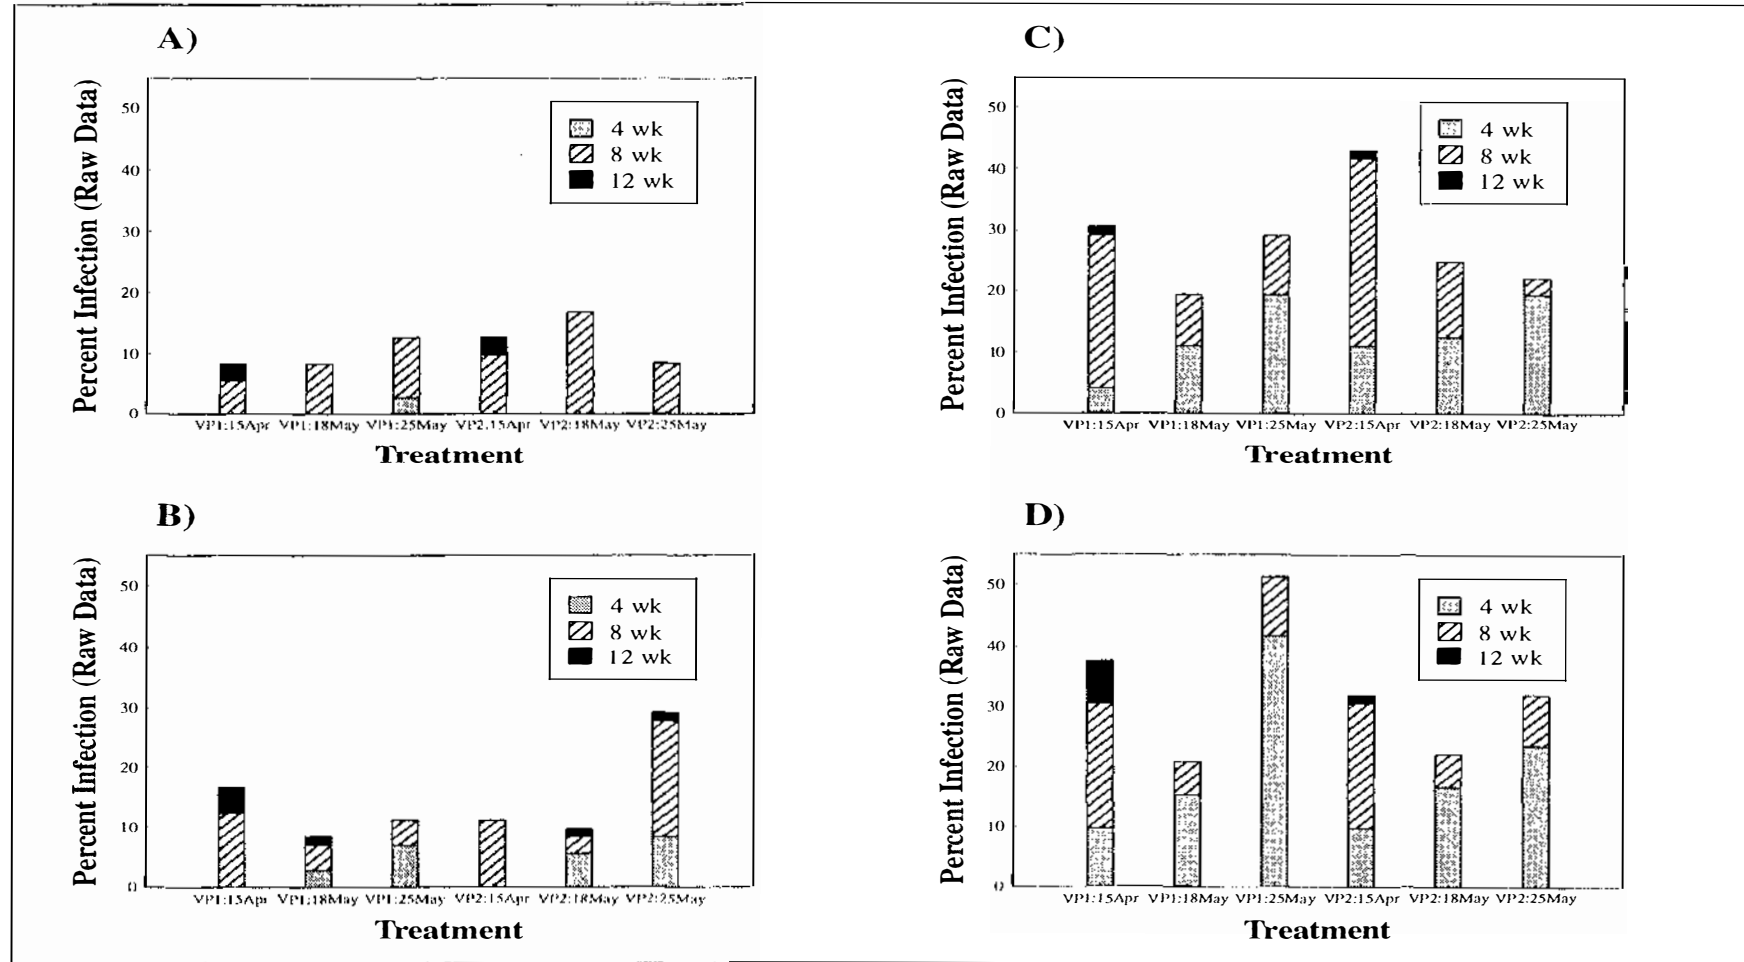 A)
Percent Infection (Raw Data)
50
40
30
20
10
0
4 wk
8 wk
12 wk
VP1:15Apr VP1:18May VP1:25May VP2:15Apr VP2:18May VP2:25May
Treatment
C)
Percent Infection (Raw Data)
50
40
30
20
10
0
4 wk
8 wk
12 wk
VP1:15Apr VP1:18May VP1:25May VP2:15Apr VP2:18May VP2:25May
Treatment
B)
Percent Infection (Raw Data)
50
40
30
20
10
0
4 wk
8 wk
12 wk
VP1:15Apr VP1:18May VP1:25May VP2:15Apr VP2:18May VP2:25May
Treatment
D)
Percent Infection (Raw Data)
50
40
30
20
10
0
4 wk
8 wk
12 wk
VP1:15Apr VP1:18May VP1:25May VP2:15Apr VP2:18May VP2:25May
Treatment